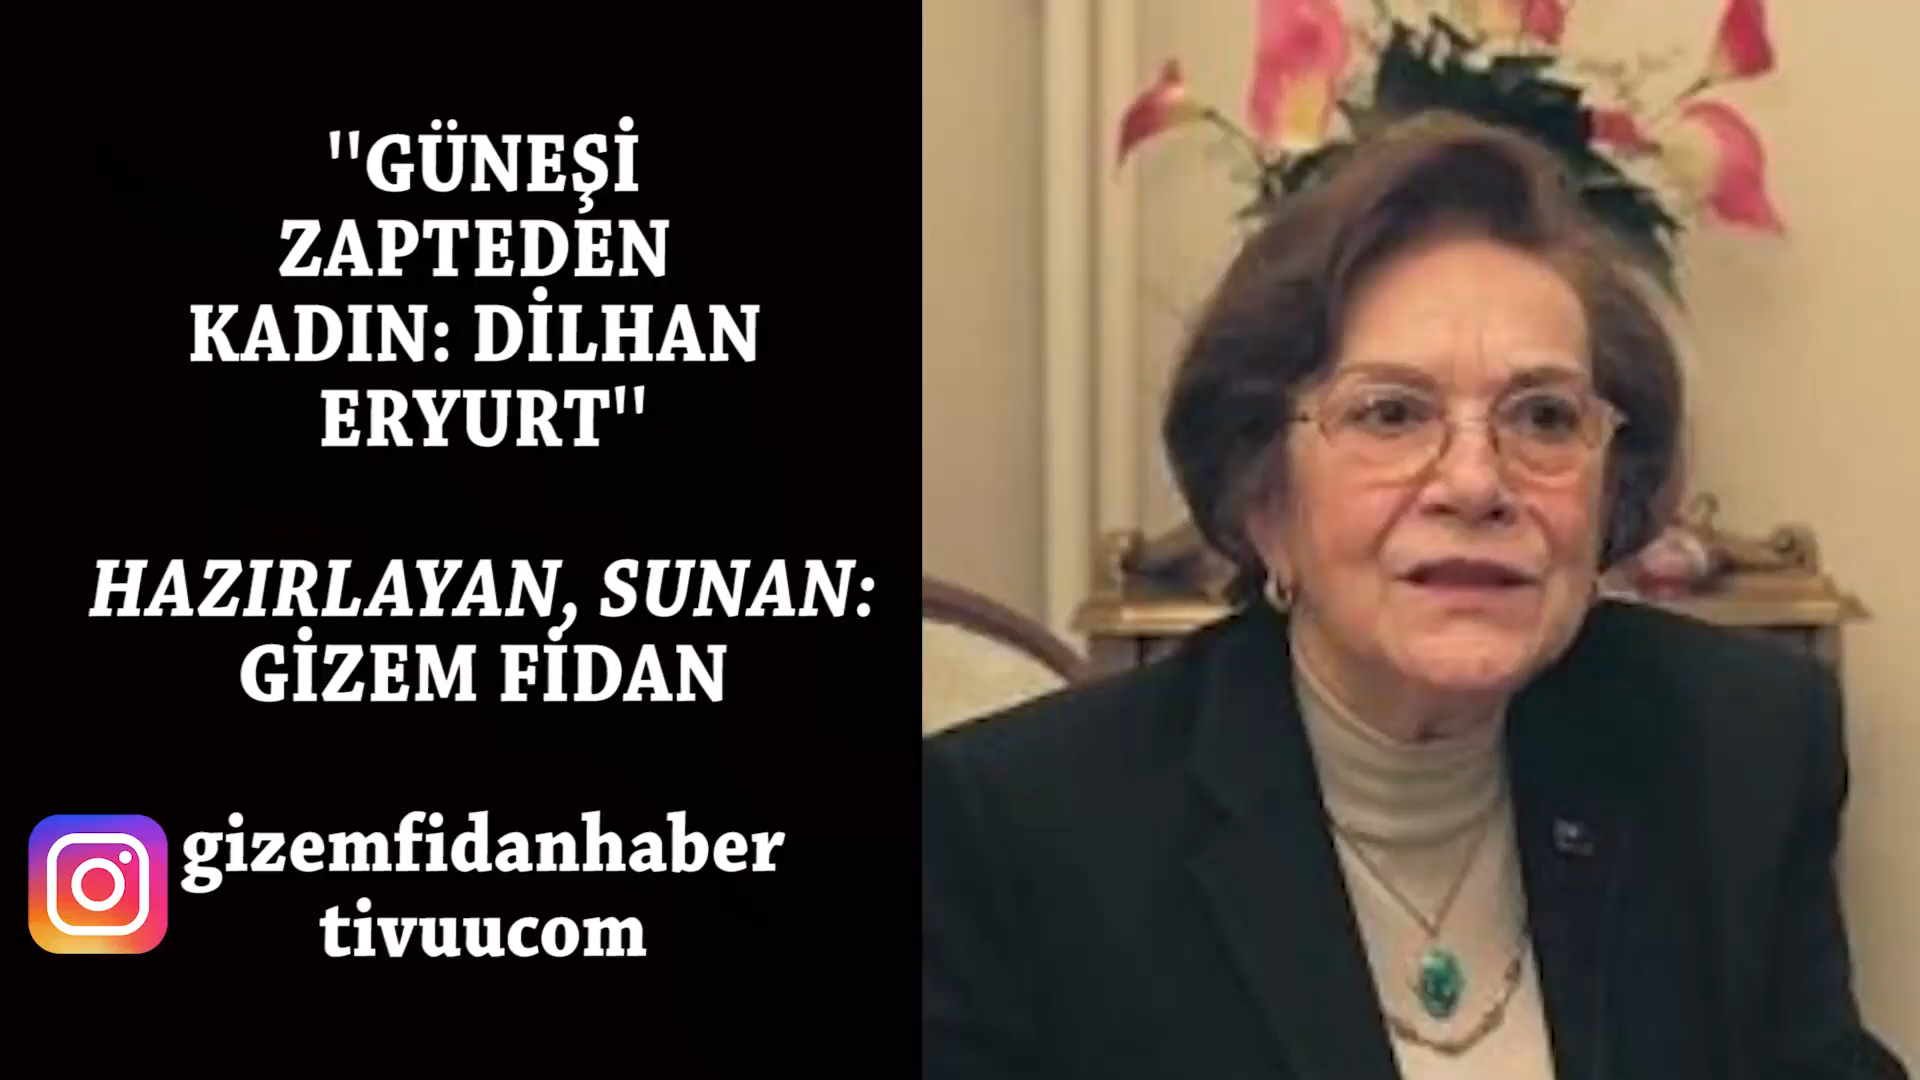 "GÜNEŞİ
ZAPTEDEN
KADIN: DİLHAN
ERYURT"
HAZIRLAYAN, SUNAN:
GİZEM FİDAN
gizemfidanhaber
tivuucom